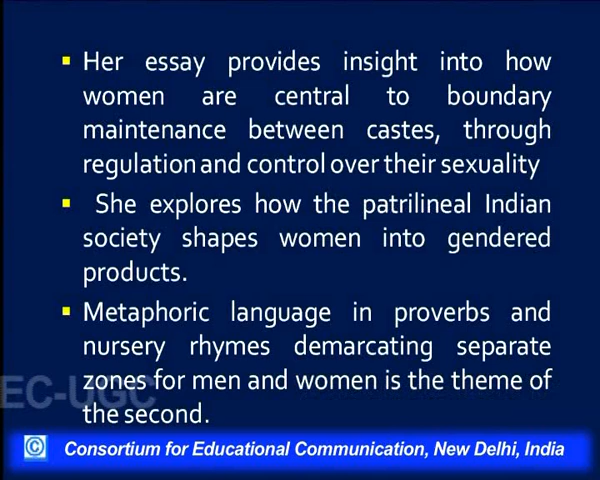 Her essay provides insight into how
women are central to boundary
maintenance between castes, through
regulation and control over their sexuality
She explores how the patrilineal Indian
society shapes women into gendered
products.
Metaphoric language in proverbs and
nursery rhymes demarcating separate
zones for men and women is the theme of
the second.
EC-UGC
© Consortium for Educational Communication, New Delhi, India